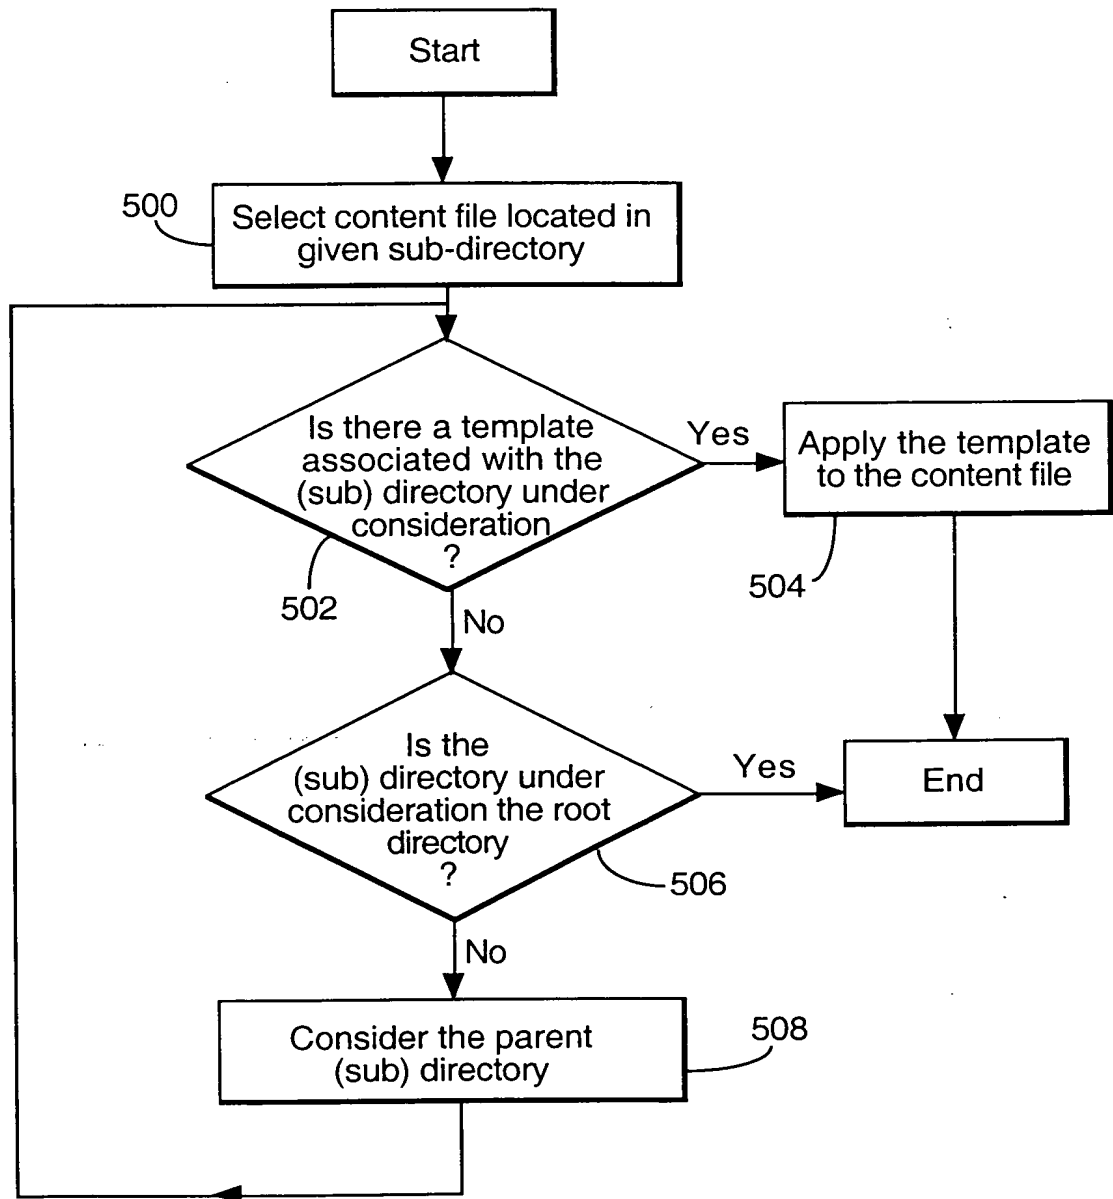 Start
500
Select content file located in
given sub-directory
Is there a template
associated with the
(sub) directory under
consideration
?
502
Yes
Apply the template
to the content file
504
No
Is the
(sub) directory under
consideration the root
directory
?
506
Yes
End
No
Consider the parent
(sub) directory
508